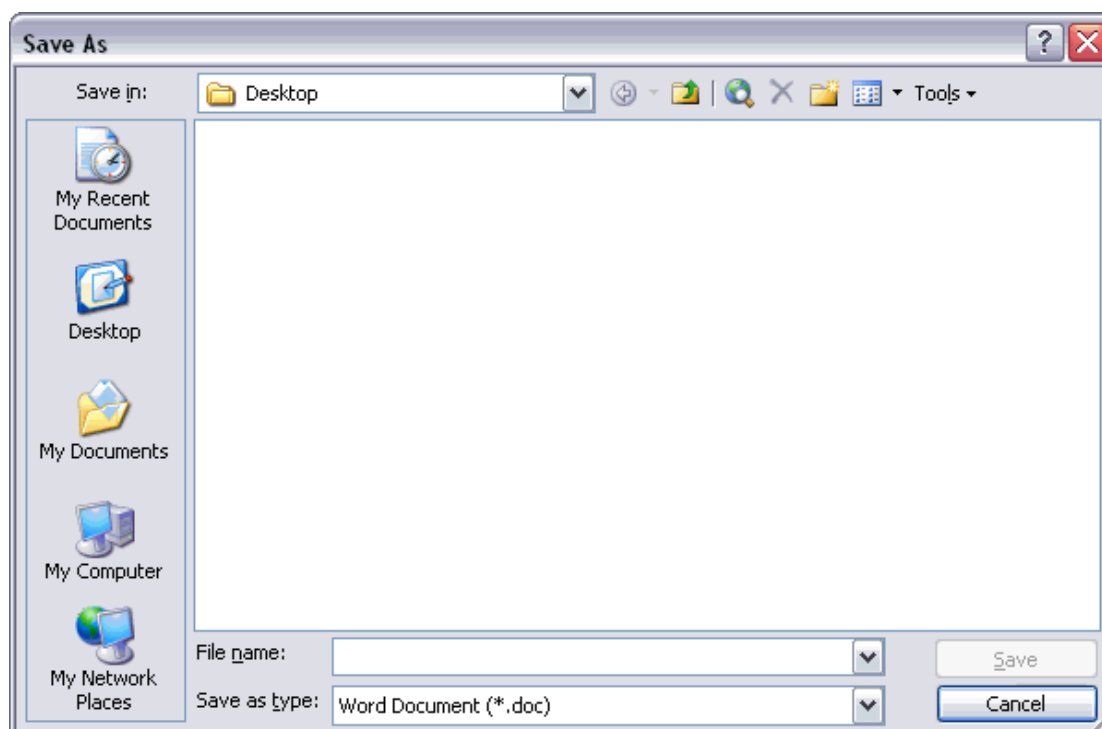 Save As
Save in:
Desktop
Tools
My Recent
Documents
Desktop
My Documents
My Computer
My Network
Places
File name:
Save
Save as type:
Word Document (*.doc)
Cancel